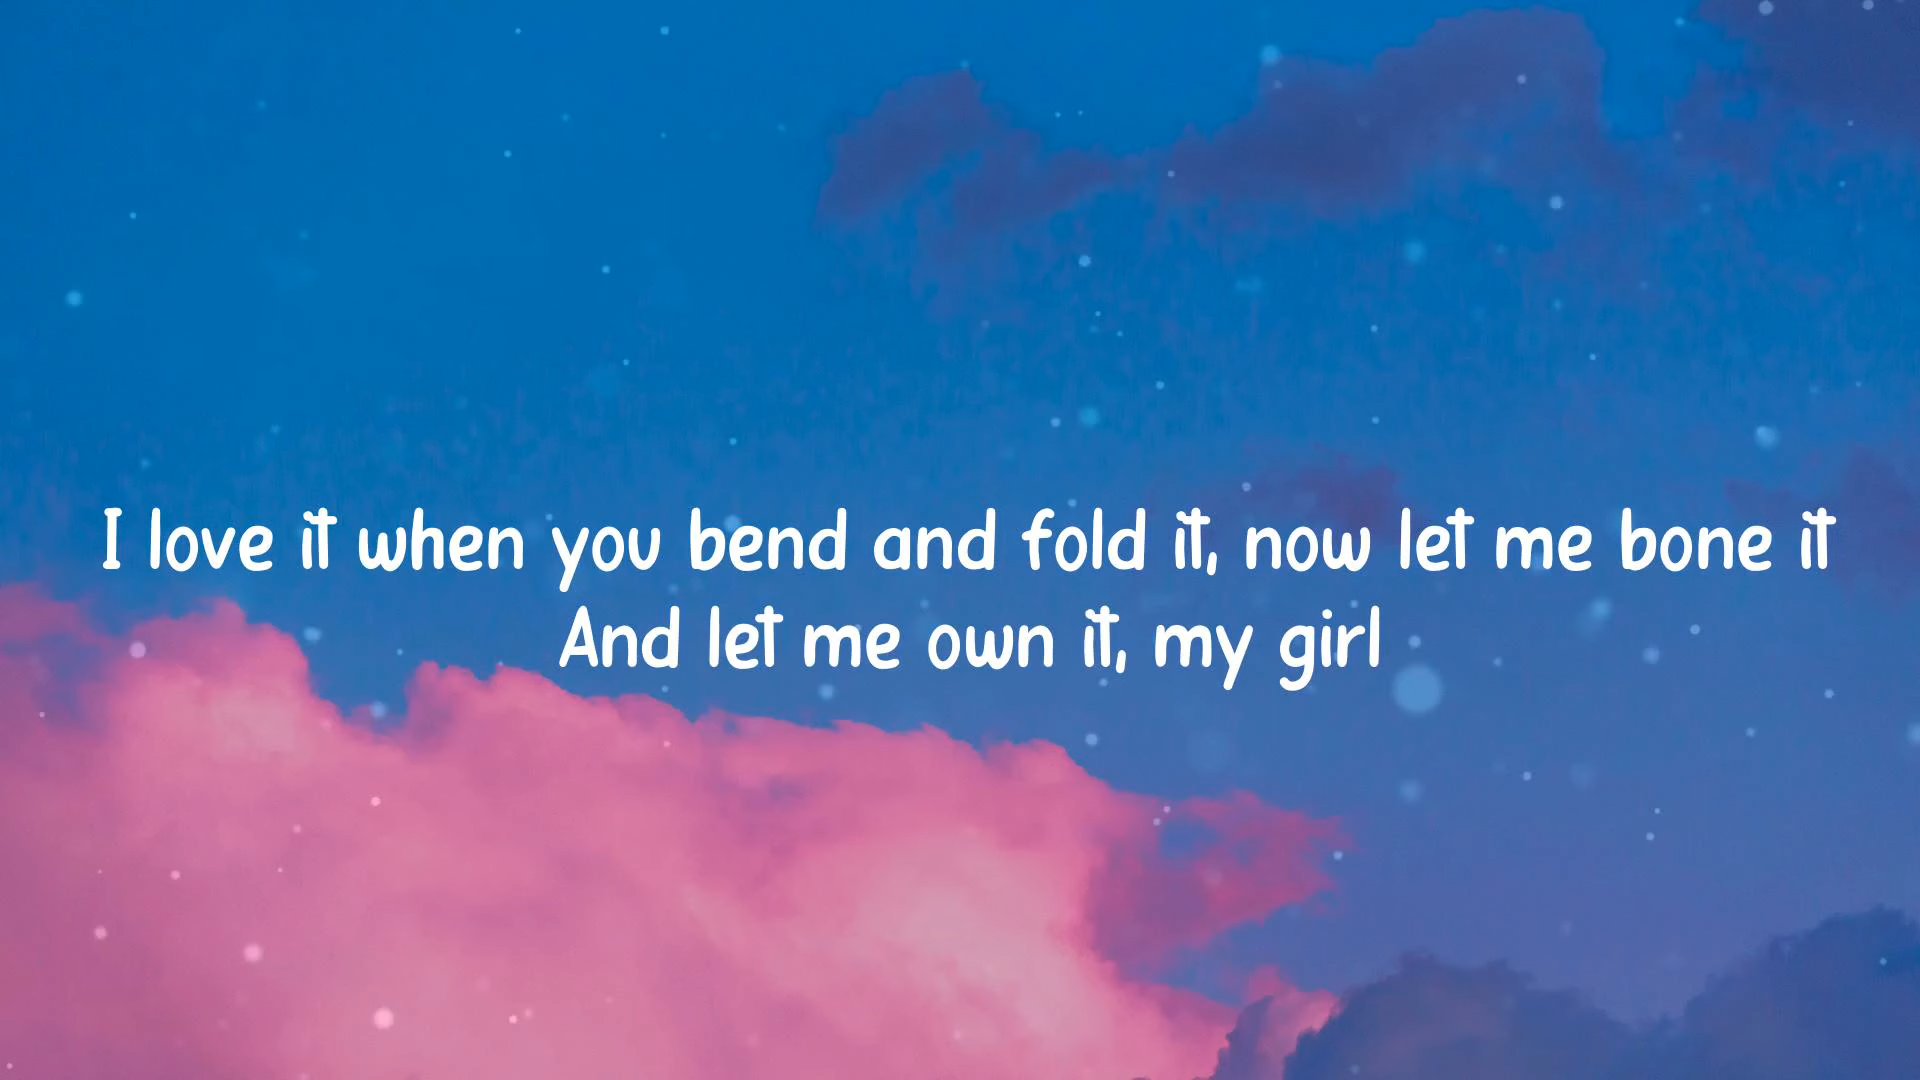 I love it when you bend and fold it, now let me bone it
And let me own it, my girl